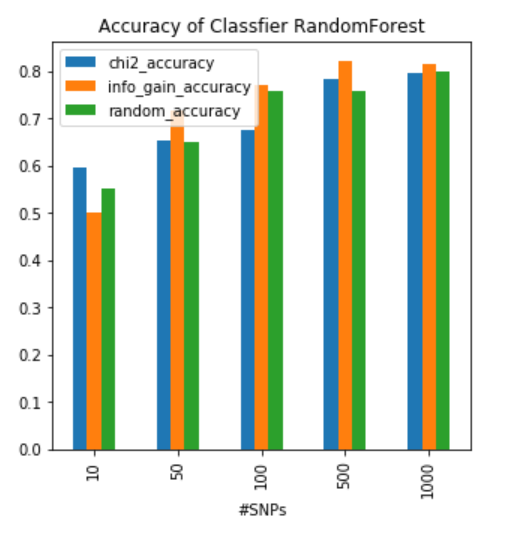 Accuracy of Classfier RandomForest
chi2_accuracy
info_gain_accuracy
random_accuracy
0.8
0.7
0.6
0.5
0.4
0.3
0.2
0.1
0.0
10 50 100 500 1000
#SNPs